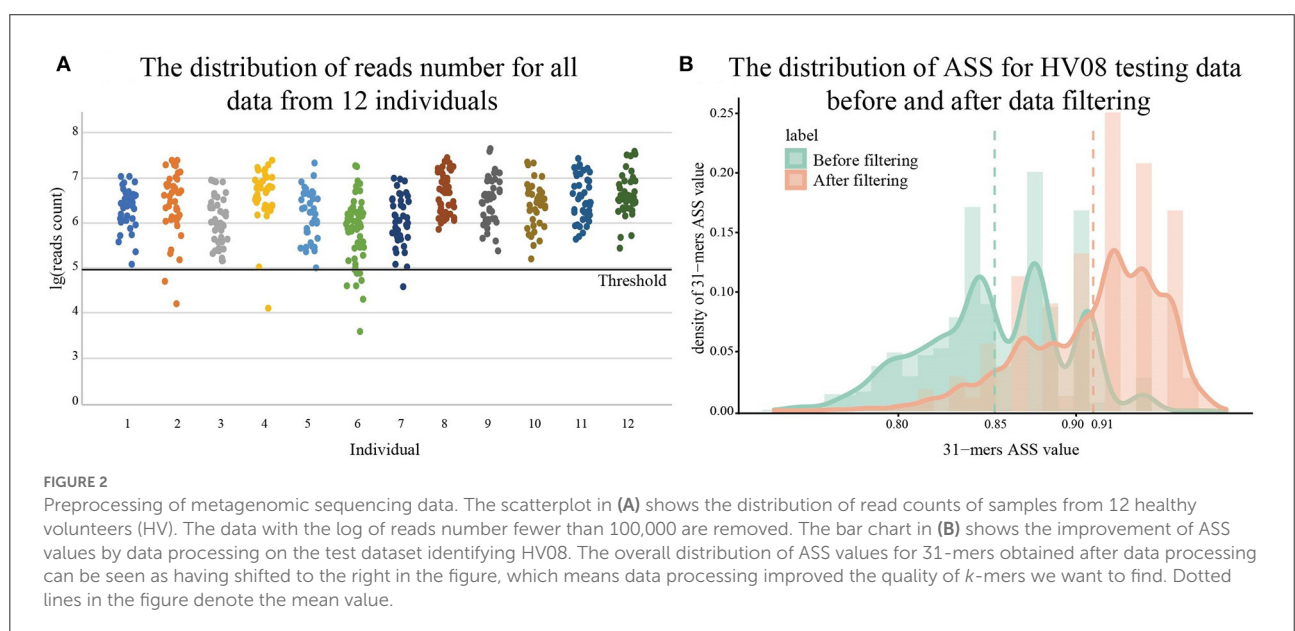 A The distribution of reads number for all
data from 12 individuals
8
7
6
5
4
3
0
lg(reads count)
Threshold
1 2 3 4 5 6 7 8 9 10 11 12
Individual
B The distribution of ASS for HV08 testing data
before and after data filtering
0.25
0.20
0.15
0.10
0.05
0.00
density of 31−mers ASS value
label
Before filtering
After filtering
0.80 0.85 0.90 0.91
31−mers ASS value
FIGURE 2
Preprocessing of metagenomic sequencing data. The scatterplot in (A) shows the distribution of read counts of samples from 12 healthy
volunteers (HV). The data with the log of reads number fewer than 100,000 are removed. The bar chart in (B) shows the improvement of ASS
values by data processing on the test dataset identifying HV08. The overall distribution of ASS values for 31-mers obtained after data processing
can be seen as having shifted to the right in the figure, which means data processing improved the quality of k-mers we want to find. Dotted
lines in the figure denote the mean value.